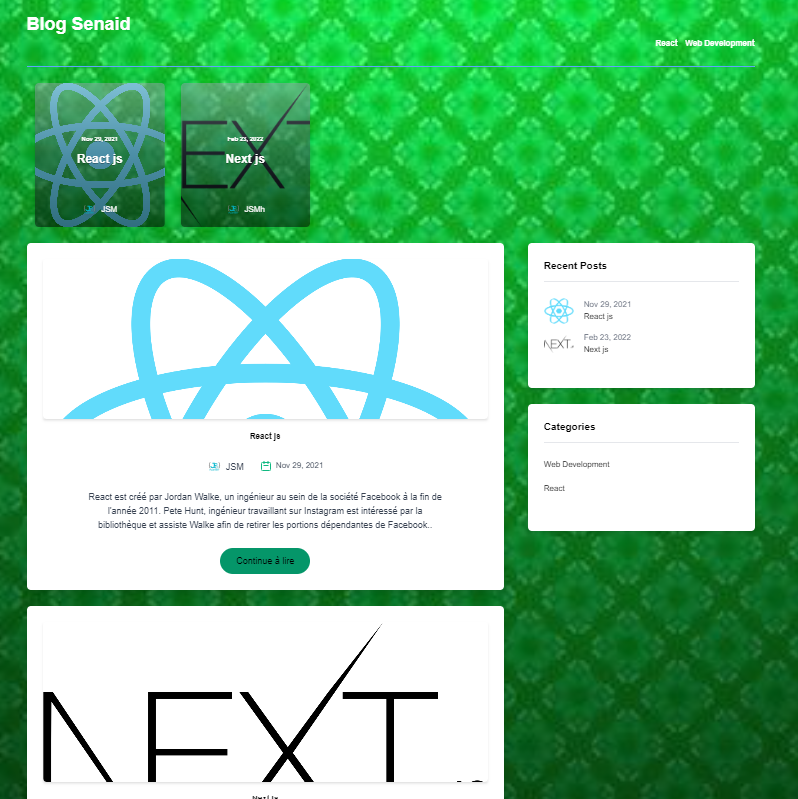 Blog Senaid
React Web Development
Nov 29, 2021
React js
JSM
EXT
Feb 23, 2022
Next js
JSMh
React js
JSM Nov 29, 2021
React est créé par Jordan Walke, un ingénieur au sein de la société Facebook á la fin de
l'année 2011. Pete Hunt, ingénieur travaillant sur Instagram est intéressé par la
bibliothèque et assiste Walke afin de retirer les portions dépendantes de Facebook..
Continue á lire
NEXT
Next js
Recent Posts
Nov 29, 2021
React js
NEXT
Feb 23, 2022
Next js
Categories
Web Development
React